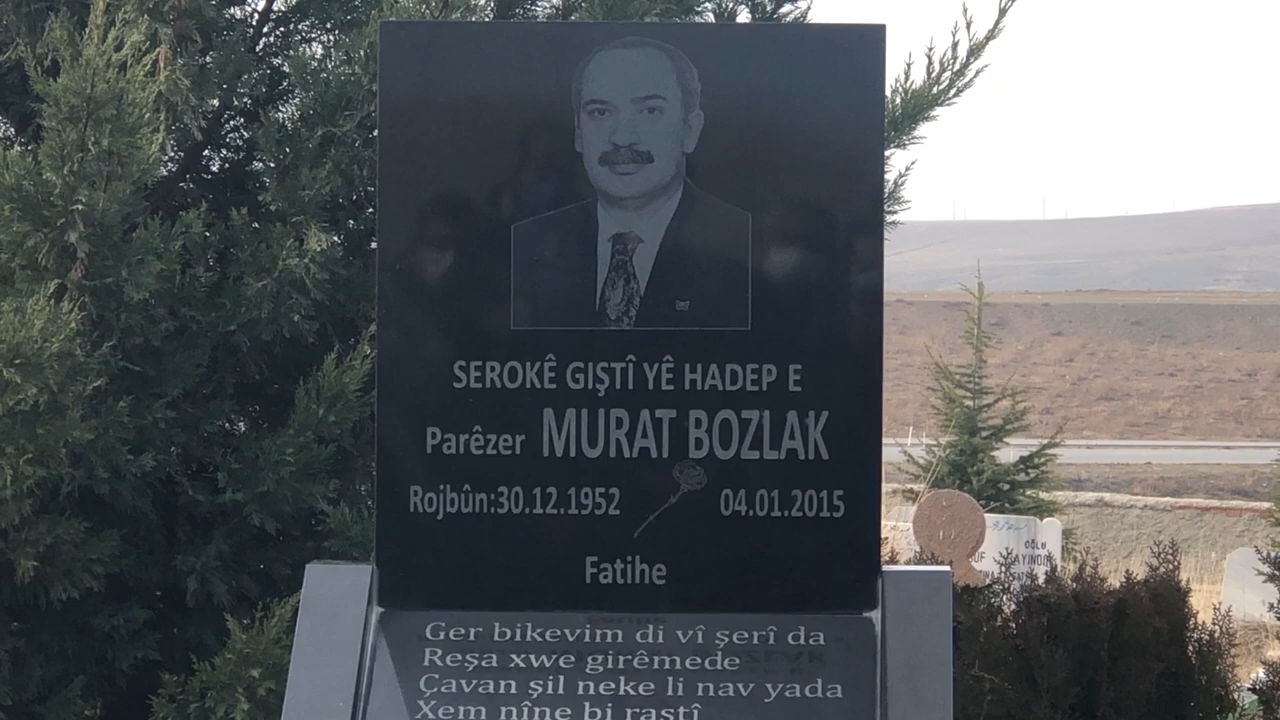 SEROKÊ GIŞTÎ YÊ HADEP E
Parêzer MURAT BOZLAK
Rojbûn:30.12.1952 04.01.2015
Fatihe
Ger bikevim di vî şerî da
Reşa xwe girêmede
Çavan şil neke li nav yada
Xem nîne bi rastî
OĞLU